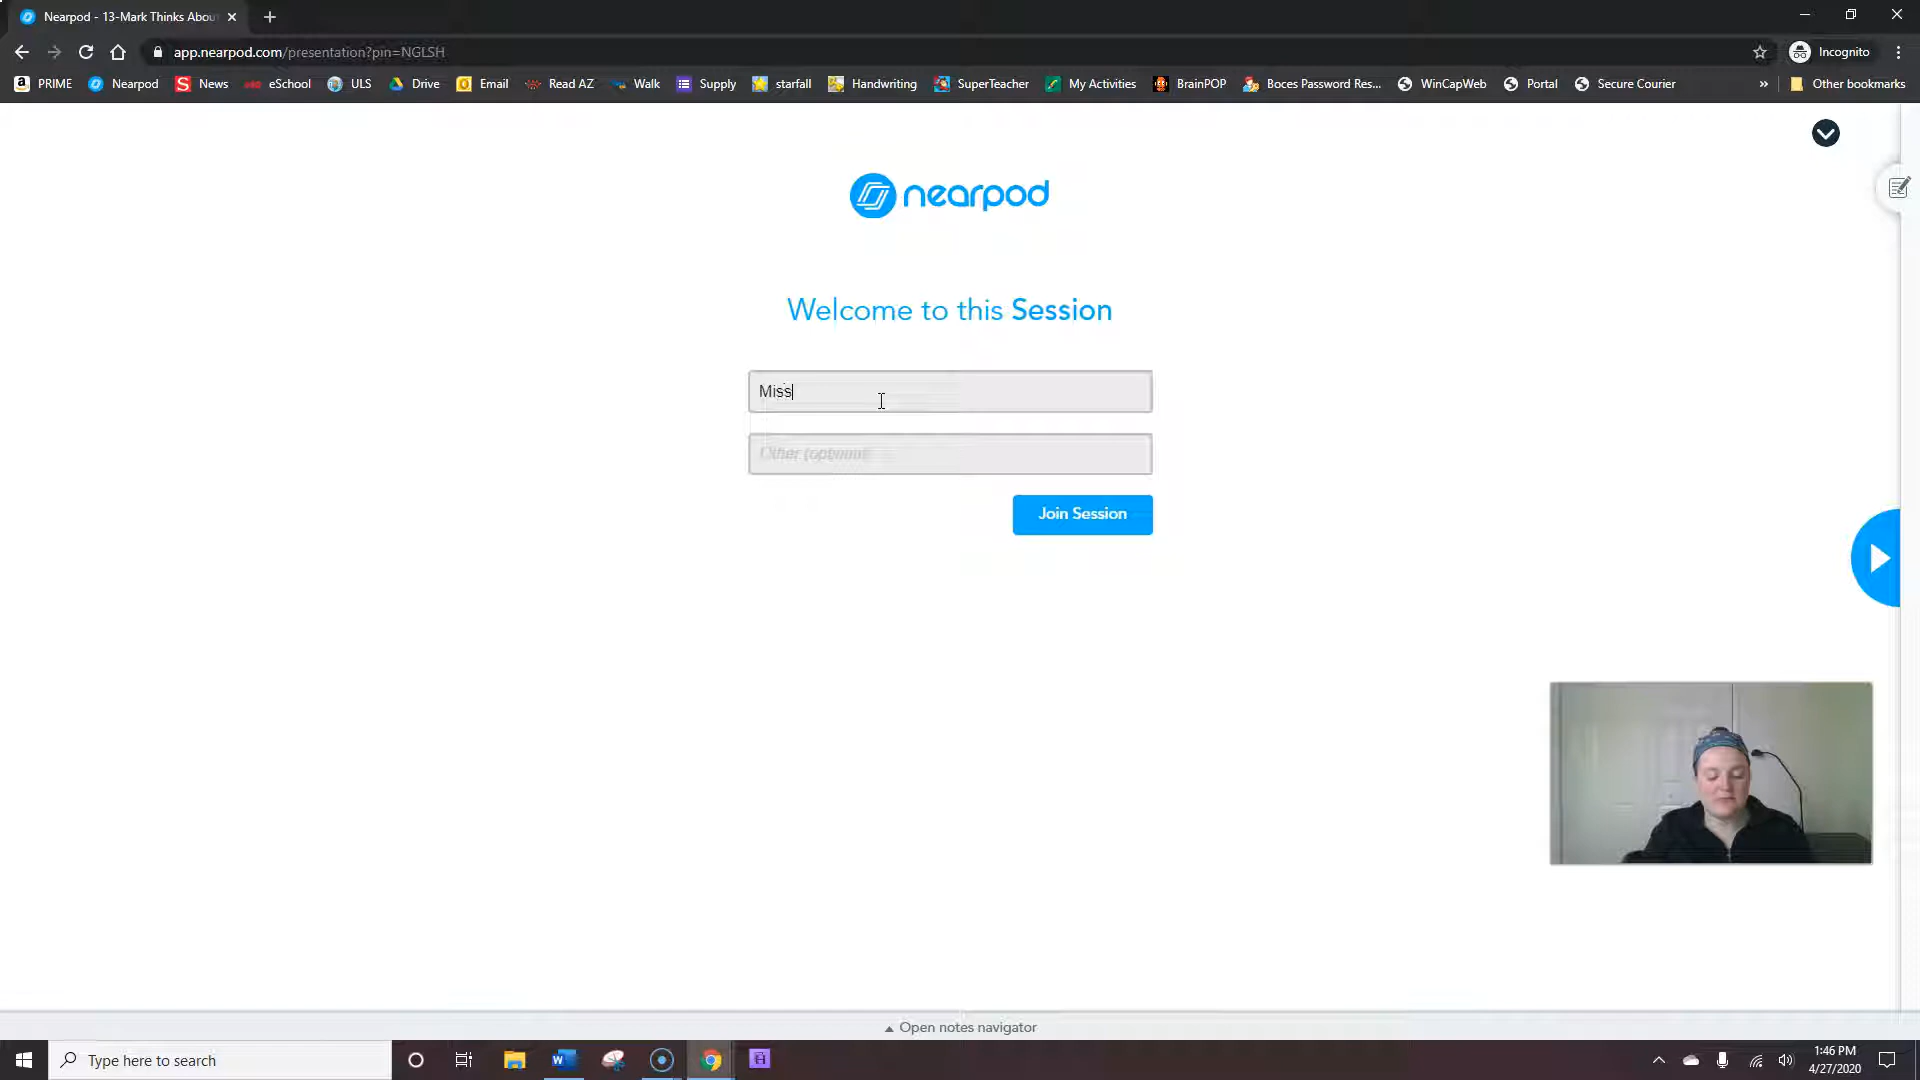 Nearpod - 13-Mark Thinks Abou
app.nearpod.com/presentation?pin=NGLSH
Incognito
PRIME Nearpod News eSchool ULS Drive Email Read AZ Walk Supply starfall Handwriting SuperTeacher My Activities BrainPOP Boces Password Res... WinCapWeb Portal Secure Courier » Other bookmarks
nearpod
Welcome to this Session
Miss
Other (optional)
Join Session
Open notes navigator
Type here to search
1:46 PM
4/27/2020